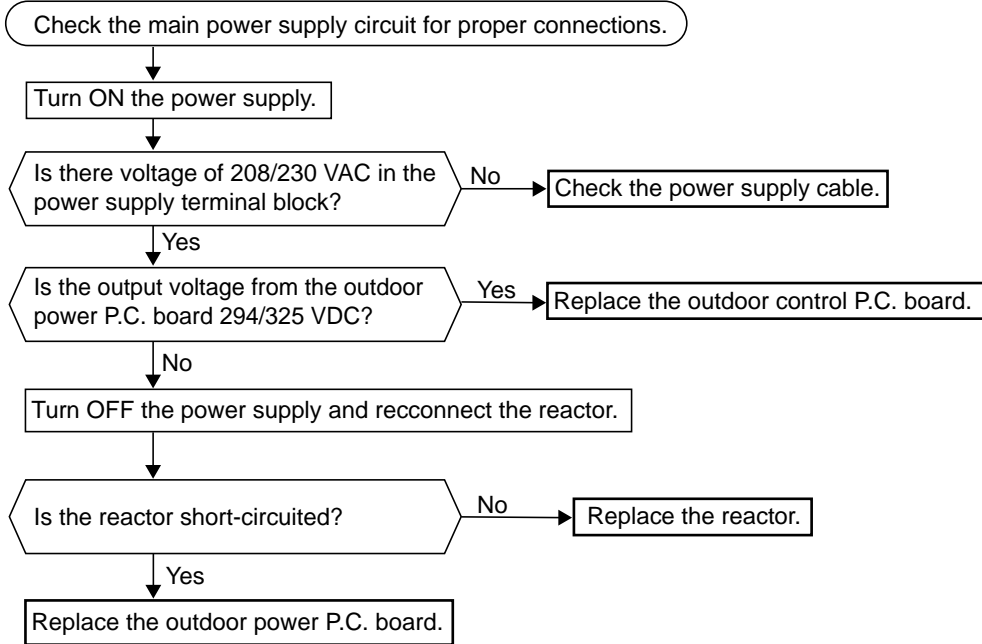 Check the main power supply circuit for proper connections.
Turn ON the power supply.
Is there voltage of 208/230 VAC in the
power supply terminal block?
No
Check the power supply cable.
Yes
Is the output voltage from the outdoor
power P.C. board 294/325 VDC?
Yes
Replace the outdoor control P.C. board.
No
Turn OFF the power supply and recconnect the reactor.
Is the reactor short-circuited?
No
Replace the reactor.
Yes
Replace the outdoor power P.C. board.